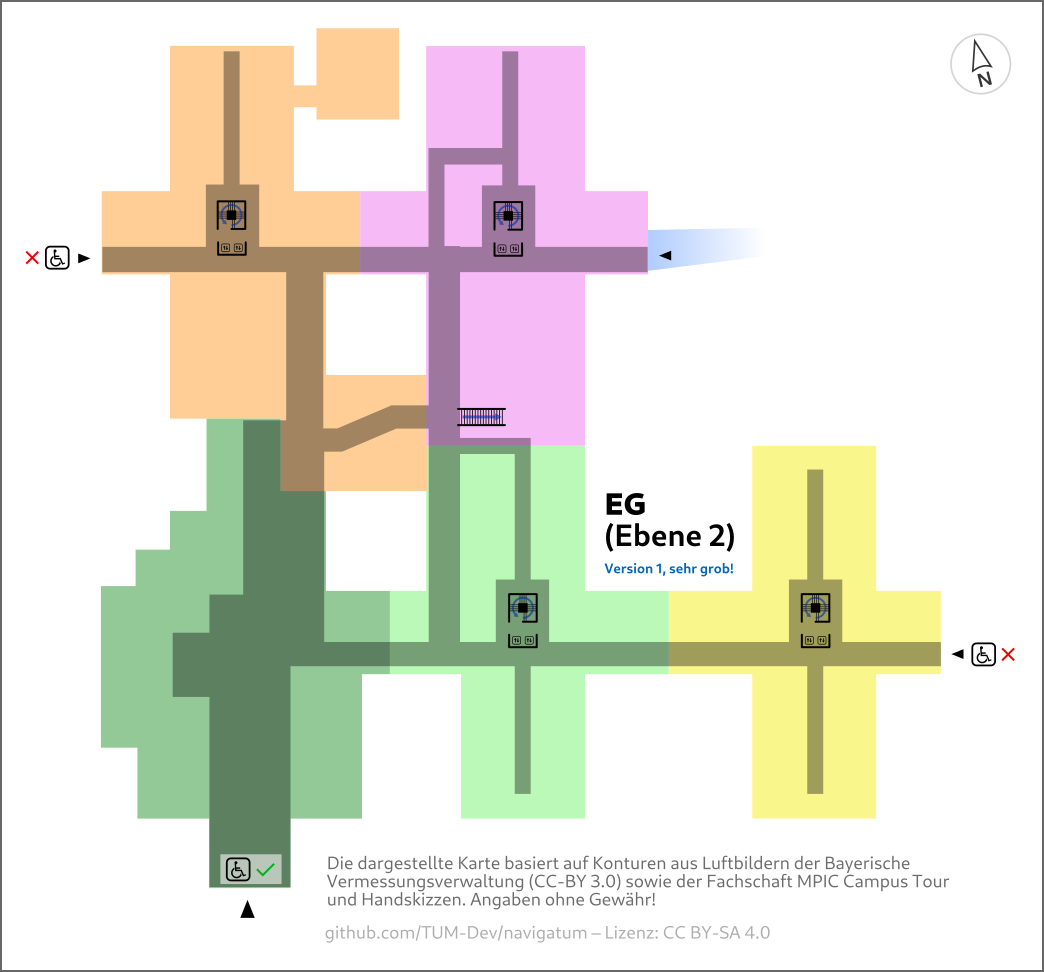 N
EG
(Ebene 2)
Version 1, sehr grob!
Die dargestellte Karte basiert auf Konturen aus Luftbildern der Bayerische
Vermessungsverwaltung (CC-BY 3.0) sowie der Fachschaft MPIC Campus Tour
und Handskizzen. Angaben ohne Gewähr!
github.com/TUM-Dev/navigatum – Lizenz: CC BY-SA 4.0